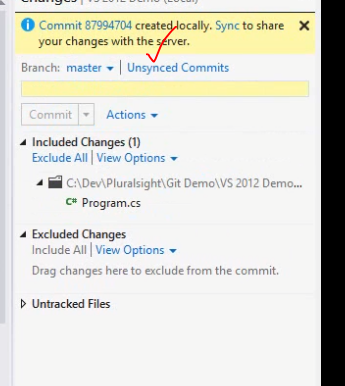 Changes | VS 2012 Demo (Local)
Commit 87994704 created locally. Sync to share
your changes with the server.
Branch: master | Unsynced Commits
Commit Actions
Included Changes (1)
Exclude All | View Options
C:\Dev\Pluralsight\Git Demo\VS 2012 Demo...
C# Program.cs
Excluded Changes
Include All | View Options
Drag changes here to exclude from the commit.
Untracked Files